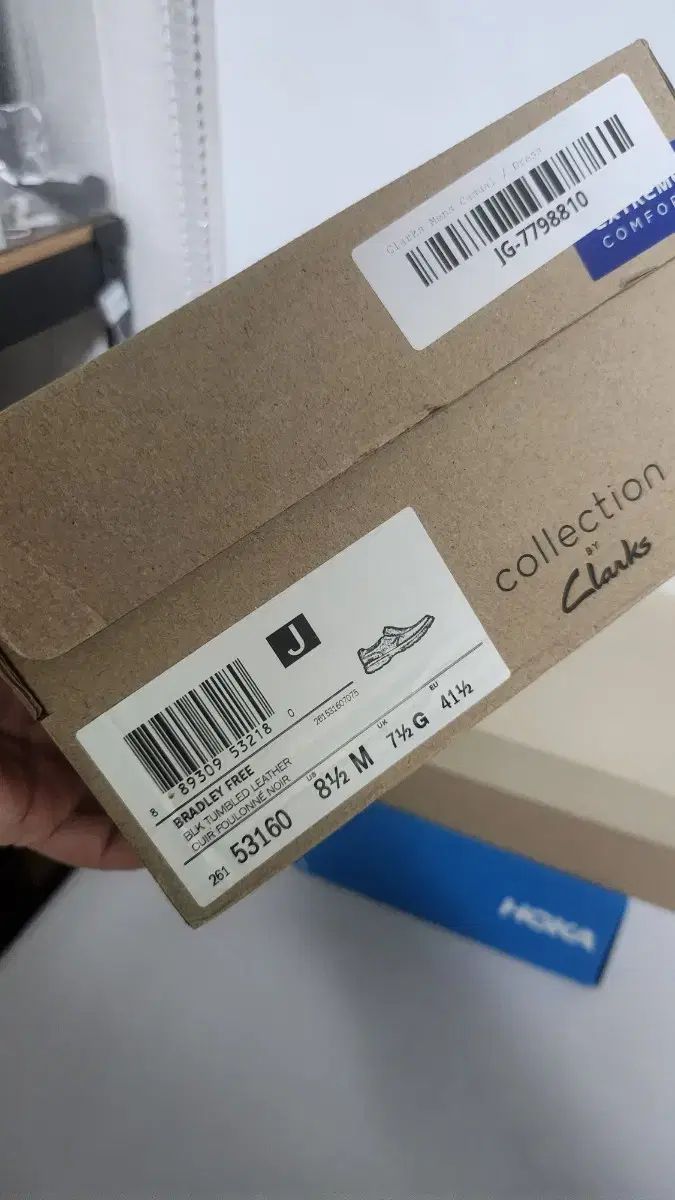 Clarks Mens Casual / Dress
IG-7798810
EXTREME
COMFOR
collection
BY
Clarks
J
8 89309 53218 0
261531607075
BRADLEY FREE
BLK TUMBLED LEATHER
CUIR FOULONNÉ NOIR
261 53160
US 8½ M
UK 7½ G
EU 41½
HOKA